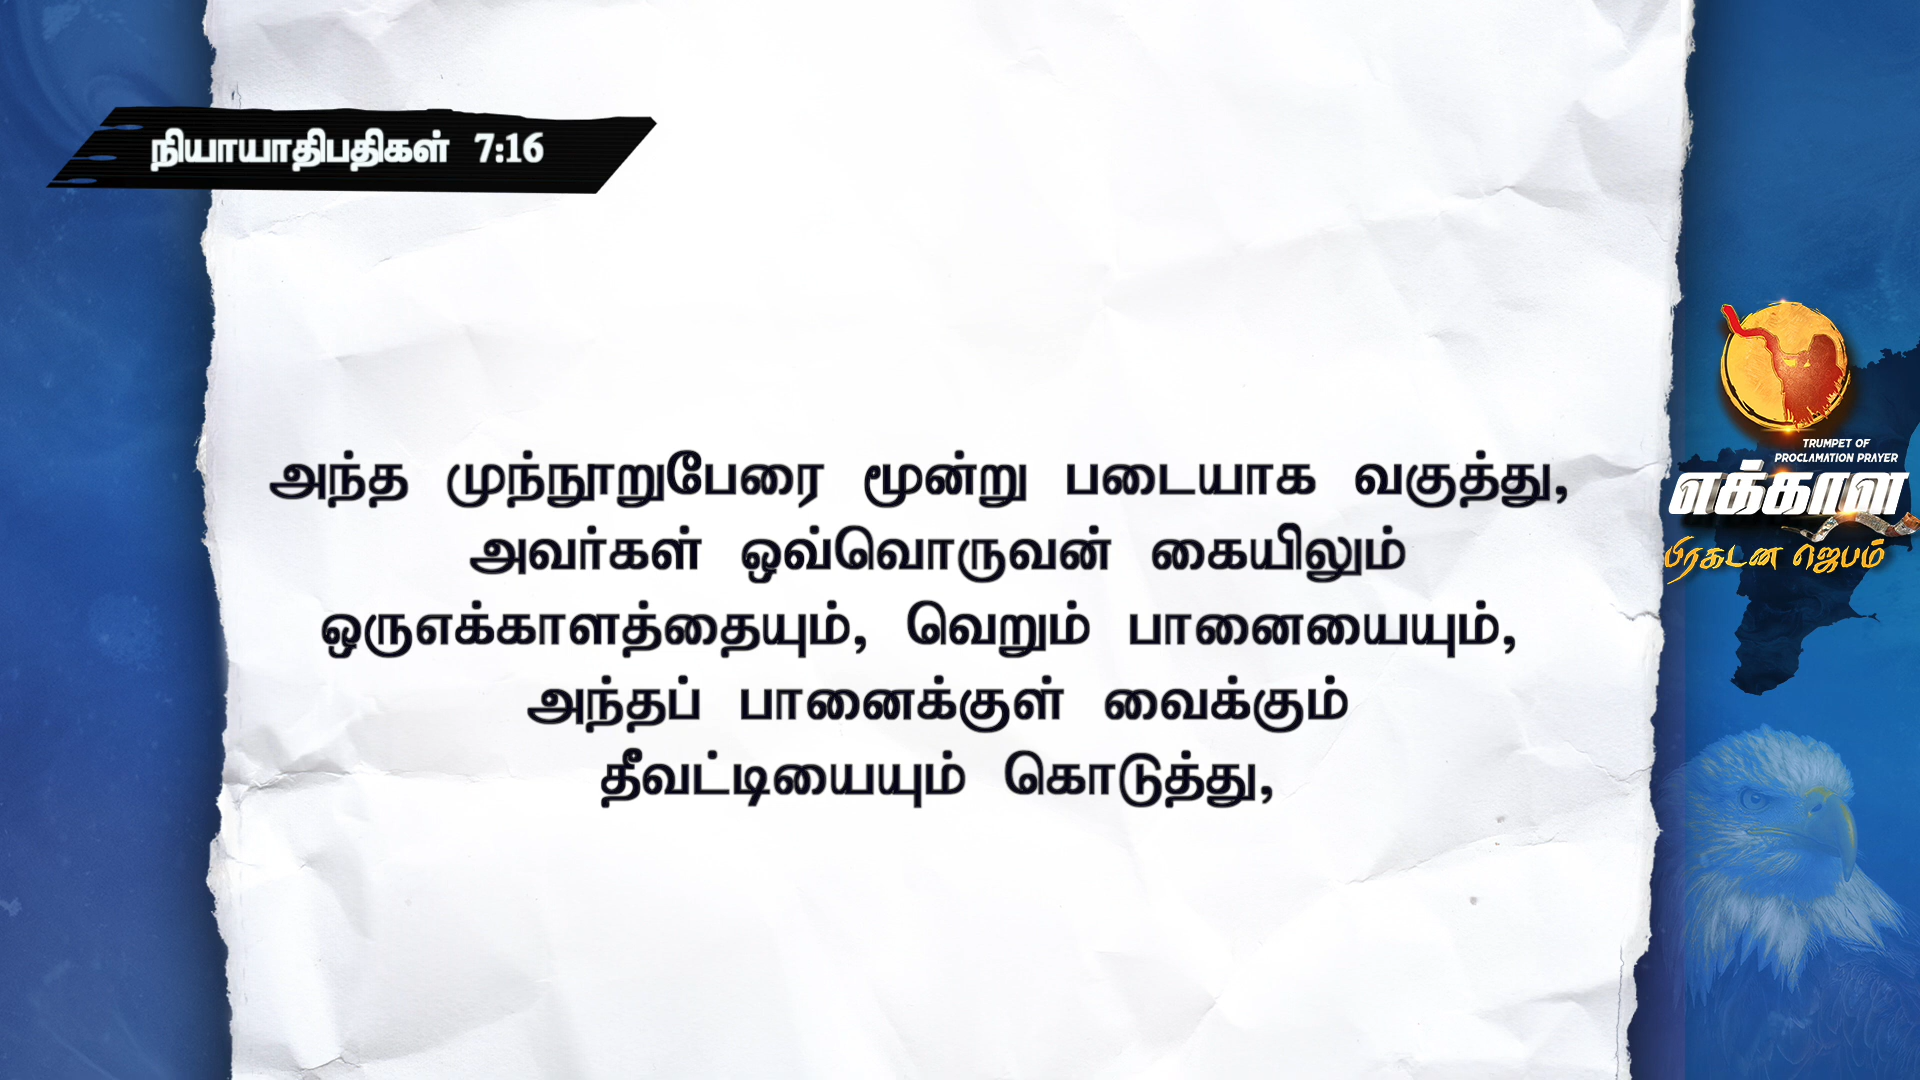 நியாயாதிபதிகள் 7:16
அந்த முந்நூறுபேரை மூன்று படையாக வகுத்து,
அவர்கள் ஒவ்வொருவன் கையிலும்
ஒருஎக்காளத்தையும், வெறும் பானையையும்,
அந்தப் பானைக்குள் வைக்கும்
தீவட்டியையும் கொடுத்து,
TRUMPET OF
PROCLAMATION PRAYER
எக்காள
பிரகடன ஜெபம்